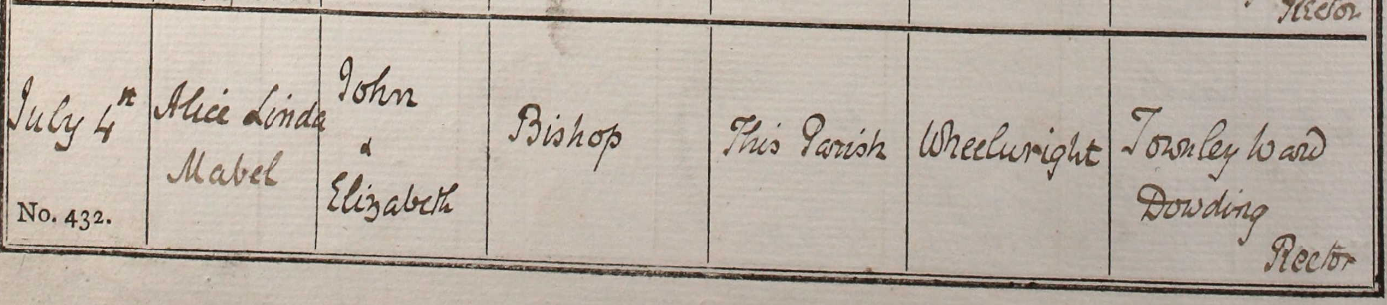 Rector
July 4th
No. 432.
Alice Linda
Mabel
John
&
Elizabeth
Bishop
This Parish
Wheelwright
Townley Ward
Dowding
Rector